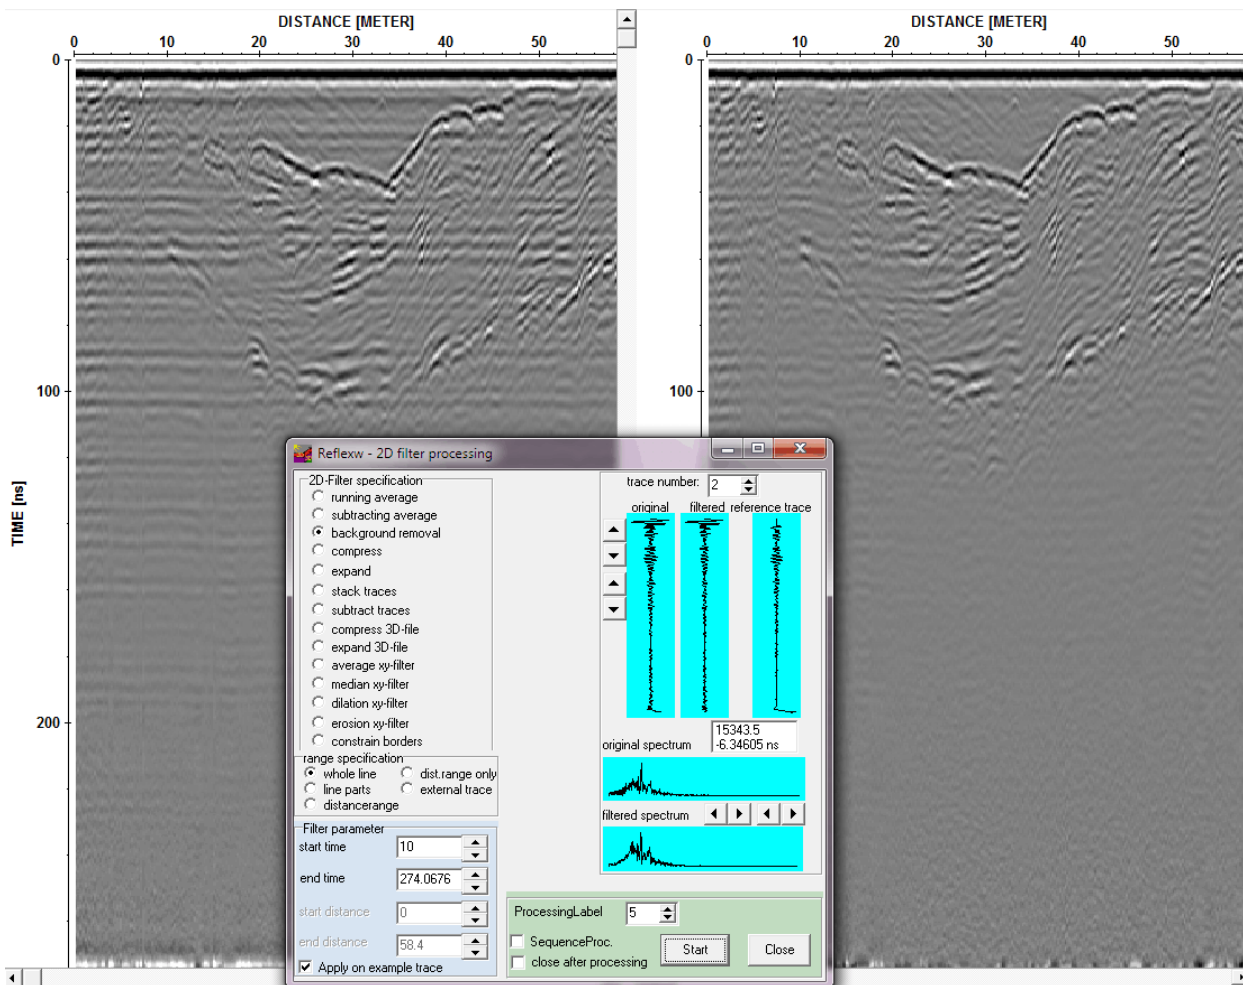 DISTANCE [METER]
0 10 20 30 40 50
DISTANCE [METER]
0 10 20 30 40 50
0
100
200
TIME [ns]
0
100
200
Reflexw - 2D filter processing
2D-Filter specification
running average
subtracting average
background removal
compress
expand
stack traces
subtract traces
compress 3D-file
expand 3D-file
average xy-filter
median xy-filter
dilation xy-filter
erosion xy-filter
constrain borders
range specification
whole line
dist.range only
line parts
external trace
distancerange
Filter parameter
start time
10
end time
274.0676
start distance
0
end distance
58.4
Apply on example trace
trace number:
2
original filtered reference trace
15343.5
-6.34605 ns
original spectrum
filtered spectrum
ProcessingLabel
5
SequenceProc.
close after processing
Start
Close